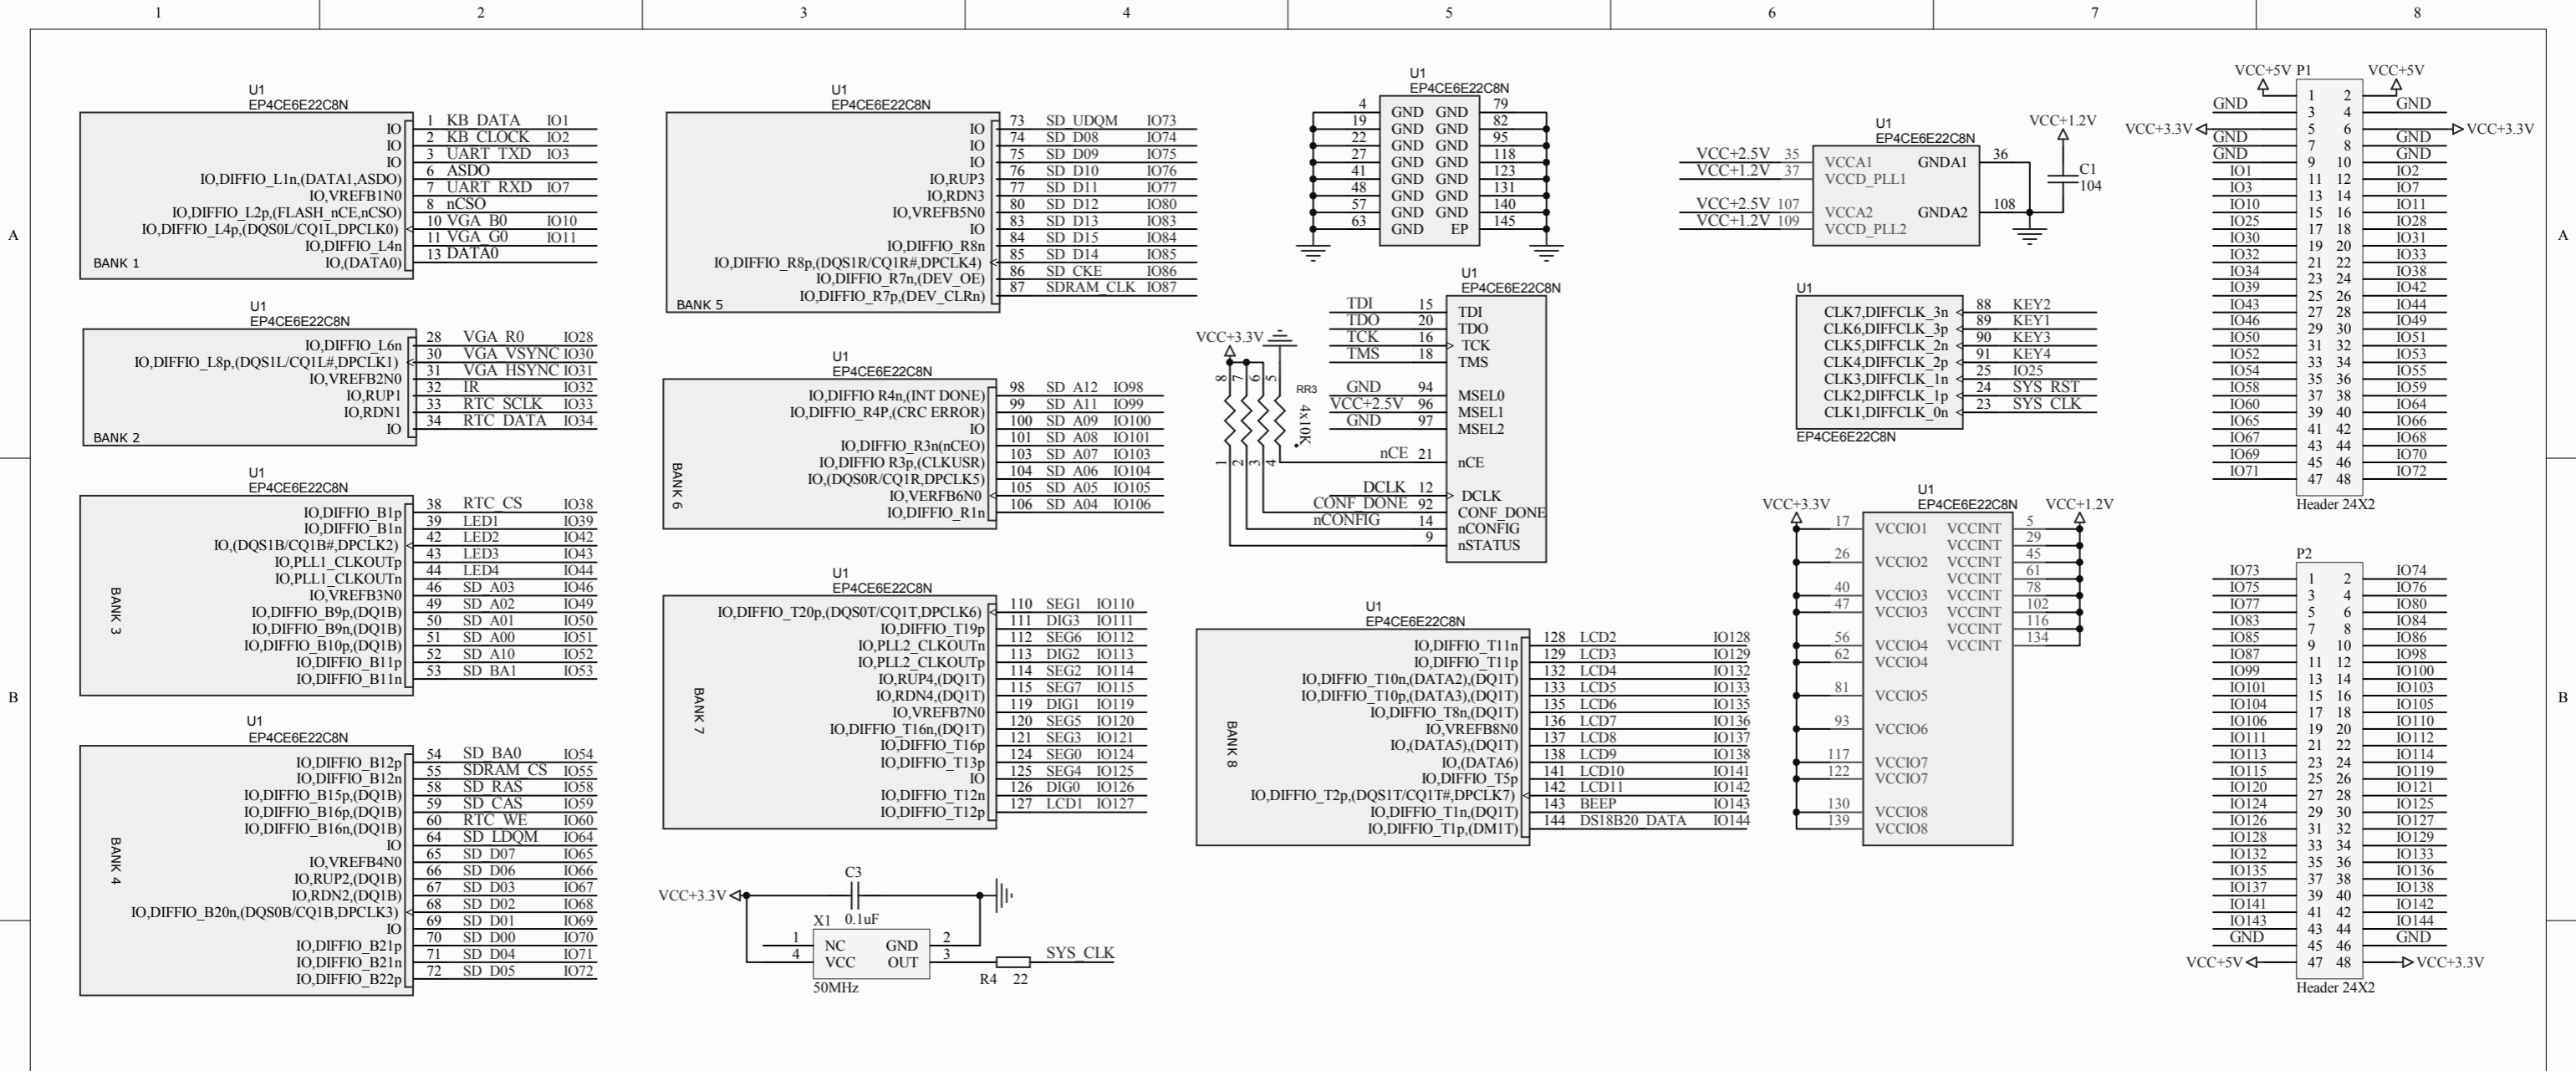 1 2 3 4 5 6 7 8
A A
B B
U1
EP4CE6E22C8N
IO 1 KB_DATA IO1
IO 2 KB_CLOCK IO2
IO 3 UART_TXD IO3
IO,DIFFIO_L1n,(DATA1,ASDO) 6 ASDO
IO,VREFB1N0 7 UART_RXD IO7
IO,DIFFIO_L2p,(FLASH_nCE,nCSO) 8 nCSO
IO,DIFFIO_L4p,(DQS0L/CQ1L,DPCLK0) 10 VGA_B0 IO10
IO,DIFFIO_L4n 11 VGA_G0 IO11
IO,(DATA0) 13 DATA0
BANK 1
U1
EP4CE6E22C8N
IO,DIFFIO_L6n 28 VGA_R0 IO28
IO,DIFFIO_L8p,(DQS1L/CQ1L#,DPCLK1) 30 VGA_VSYNC IO30
IO,VREFB2N0 31 VGA_HSYNC IO31
IO,RUP1 32 IR IO32
IO,RDN1 33 RTC_SCLK IO33
IO 34 RTC_DATA IO34
BANK 2
U1
EP4CE6E22C8N
IO,DIFFIO_B1p 38 RTC_CS IO38
IO,DIFFIO_B1n 39 LED1 IO39
IO,(DQS1B/CQ1B#,DPCLK2) 42 LED2 IO42
IO,PLL1_CLKOUTp 43 LED3 IO43
IO,PLL1_CLKOUTn 44 LED4 IO44
IO,VREFB3N0 46 SD_A03 IO46
IO,DIFFIO_B9p,(DQ1B) 49 SD_A02 IO49
IO,DIFFIO_B9n,(DQ1B) 50 SD_A01 IO50
IO,DIFFIO_B10p,(DQ1B) 51 SD_A00 IO51
IO,DIFFIO_B11p 52 SD_A10 IO52
IO,DIFFIO_B11n 53 SD_BA1 IO53
BANK 3
U1
EP4CE6E22C8N
IO,DIFFIO_B12p 54 SD_BA0 IO54
IO,DIFFIO_B12n 55 SDRAM_CS IO55
IO,DIFFIO_B15p,(DQ1B) 58 SD_RAS IO58
IO,DIFFIO_B16p,(DQ1B) 59 SD_CAS IO59
IO,DIFFIO_B16n,(DQ1B) 60 RTC_WE IO60
IO 64 SD_LDQM IO64
IO,VREFB4N0 65 SD_D07 IO65
IO,RUP2,(DQ1B) 66 SD_D06 IO66
IO,RDN2,(DQ1B) 67 SD_D03 IO67
IO,DIFFIO_B20n,(DQS0B/CQ1B,DPCLK3) 68 SD_D02 IO68
IO 69 SD_D01 IO69
IO,DIFFIO_B21p 70 SD_D00 IO70
IO,DIFFIO_B21n 71 SD_D04 IO71
IO,DIFFIO_B22p 72 SD_D05 IO72
BANK 4
U1
EP4CE6E22C8N
IO 73 SD_UDQM IO73
IO 74 SD_D08 IO74
IO 75 SD_D09 IO75
IO,RUP3 76 SD_D10 IO76
IO,RDN3 77 SD_D11 IO77
IO,VREFB5N0 80 SD_D12 IO80
IO 83 SD_D13 IO83
IO,DIFFIO_R8n 84 SD_D15 IO84
IO,DIFFIO_R8p,(DQS1R/CQ1R#,DPCLK4) 85 SD_D14 IO85
IO,DIFFIO_R7n,(DEV_OE) 86 SD_CKE IO86
IO,DIFFIO_R7p,(DEV_CLRn) 87 SDRAM_CLK IO87
BANK 5
U1
EP4CE6E22C8N
IO,DIFFIO R4n,(INT DONE) 98 SD_A12 IO98
IO,DIFFIO_R4P,(CRC ERROR) 99 SD_A11 IO99
IO 100 SD_A09 IO100
IO,DIFFIO_R3n(nCEO) 101 SD_A08 IO101
IO,DIFFIO R3p,(CLKUSR) 103 SD_A07 IO103
IO,(DQS0R/CQ1R,DPCLK5) 104 SD_A06 IO104
IO,VERFB6N0 105 SD_A05 IO105
IO,DIFFIO_R1n 106 SD_A04 IO106
BANK 6
U1
EP4CE6E22C8N
IO,DIFFIO_T20p,(DQS0T/CQ1T,DPCLK6) 110 SEG1 IO110
IO,DIFFIO_T19p 111 DIG3 IO111
IO,PLL2_CLKOUTn 112 SEG6 IO112
IO,PLL2_CLKOUTp 113 DIG2 IO113
IO,RUP4,(DQ1T) 114 SEG2 IO114
IO,RDN4,(DQ1T) 115 SEG7 IO115
IO,VREFB7N0 119 DIG1 IO119
IO,DIFFIO_T16n,(DQ1T) 120 SEG5 IO120
IO,DIFFIO_T16p 121 SEG3 IO121
IO,DIFFIO_T13p 124 SEG0 IO124
IO 125 SEG4 IO125
IO,DIFFIO_T12n 126 DIG0 IO126
IO,DIFFIO_T12p 127 LCD1 IO127
BANK 7
C3
VCC+3.3V
0.1uF
X1
1 NC GND 2
4 VCC OUT 3
50MHz
R4 22
SYS_CLK
U1
EP4CE6E22C8N
4 GND GND 79
19 GND GND 82
22 GND GND 95
27 GND GND 118
41 GND GND 123
48 GND GND 131
57 GND GND 140
63 GND EP 145
U1
EP4CE6E22C8N
TDI 15 TDI
TDO 20 TDO
TCK 16 TCK
TMS 18 TMS
GND 94 MSEL0
VCC+2.5V 96 MSEL1
GND 97 MSEL2
nCE 21 nCE
DCLK 12 DCLK
CONF_DONE 92 CONF_DONE
nCONFIG 14 nCONFIG
9 nSTATUS
VCC+3.3V
8 7 6 5
RR3
4x10K
1 2 3 4
U1
EP4CE6E22C8N
IO,DIFFIO_T11n 128 LCD2 IO128
IO,DIFFIO_T11p 129 LCD3 IO129
IO,DIFFIO_T10n,(DATA2),(DQ1T) 132 LCD4 IO132
IO,DIFFIO_T10p,(DATA3),(DQ1T) 133 LCD5 IO133
IO,DIFFIO_T8n,(DQ1T) 135 LCD6 IO135
IO,VREFB8N0 136 LCD7 IO136
IO,(DATA5),(DQ1T) 137 LCD8 IO137
IO,(DATA6) 138 LCD9 IO138
IO,DIFFIO_T5p 141 LCD10 IO141
IO,DIFFIO_T2p,(DQS1T/CQ1T#,DPCLK7) 142 LCD11 IO142
IO,DIFFIO_T1n,(DQ1T) 143 BEEP IO143
IO,DIFFIO_T1p,(DM1T) 144 DS18B20_DATA IO144
BANK 8
U1
EP4CE6E22C8N
VCC+2.5V 35 VCCA1 GNDA1 36
VCC+1.2V 37 VCCD_PLL1
VCC+2.5V 107 VCCA2 GNDA2 108
VCC+1.2V 109 VCCD_PLL2
VCC+1.2V
C1
104
U1
CLK7,DIFFCLK_3n 88 KEY2
CLK6,DIFFCLK_3p 89 KEY1
CLK5,DIFFCLK_2n 90 KEY3
CLK4,DIFFCLK_2p 91 KEY4
CLK3,DIFFCLK_1n 25 IO25
CLK2,DIFFCLK_1p 24 SYS_RST
CLK1,DIFFCLK_0n 23 SYS_CLK
EP4CE6E22C8N
U1
EP4CE6E22C8N
VCC+3.3V VCC+1.2V
17 VCCIO1 VCCINT 5
VCCINT 29
26 VCCIO2 VCCINT 45
VCCINT 61
40 VCCIO3 VCCINT 78
47 VCCIO3 VCCINT 102
VCCINT 116
56 VCCIO4 VCCINT 134
62 VCCIO4
81 VCCIO5
93 VCCIO6
117 VCCIO7
122 VCCIO7
130 VCCIO8
139 VCCIO8
VCC+5V P1 VCC+5V
1 2
GND 3 4 GND
VCC+3.3V 5 6 VCC+3.3V
GND 7 8 GND
GND 9 10 GND
IO1 11 12 IO2
IO3 13 14 IO7
IO10 15 16 IO11
IO25 17 18 IO28
IO30 19 20 IO31
IO32 21 22 IO33
IO34 23 24 IO38
IO39 25 26 IO42
IO43 27 28 IO44
IO46 29 30 IO49
IO50 31 32 IO51
IO52 33 34 IO53
IO54 35 36 IO55
IO58 37 38 IO59
IO60 39 40 IO64
IO65 41 42 IO66
IO67 43 44 IO68
IO69 45 46 IO70
IO71 47 48 IO72
Header 24X2
P2
IO73 1 2 IO74
IO75 3 4 IO76
IO77 5 6 IO80
IO83 7 8 IO84
IO85 9 10 IO86
IO87 11 12 IO98
IO99 13 14 IO100
IO101 15 16 IO103
IO104 17 18 IO105
IO106 19 20 IO110
IO111 21 22 IO112
IO113 23 24 IO114
IO115 25 26 IO119
IO120 27 28 IO121
IO124 29 30 IO125
IO126 31 32 IO127
IO128 33 34 IO129
IO132 35 36 IO133
IO135 37 38 IO136
IO137 39 40 IO138
IO141 41 42 IO142
IO143 43 44 IO144
GND 45 46 GND
VCC+5V 47 48 VCC+3.3V
Header 24X2